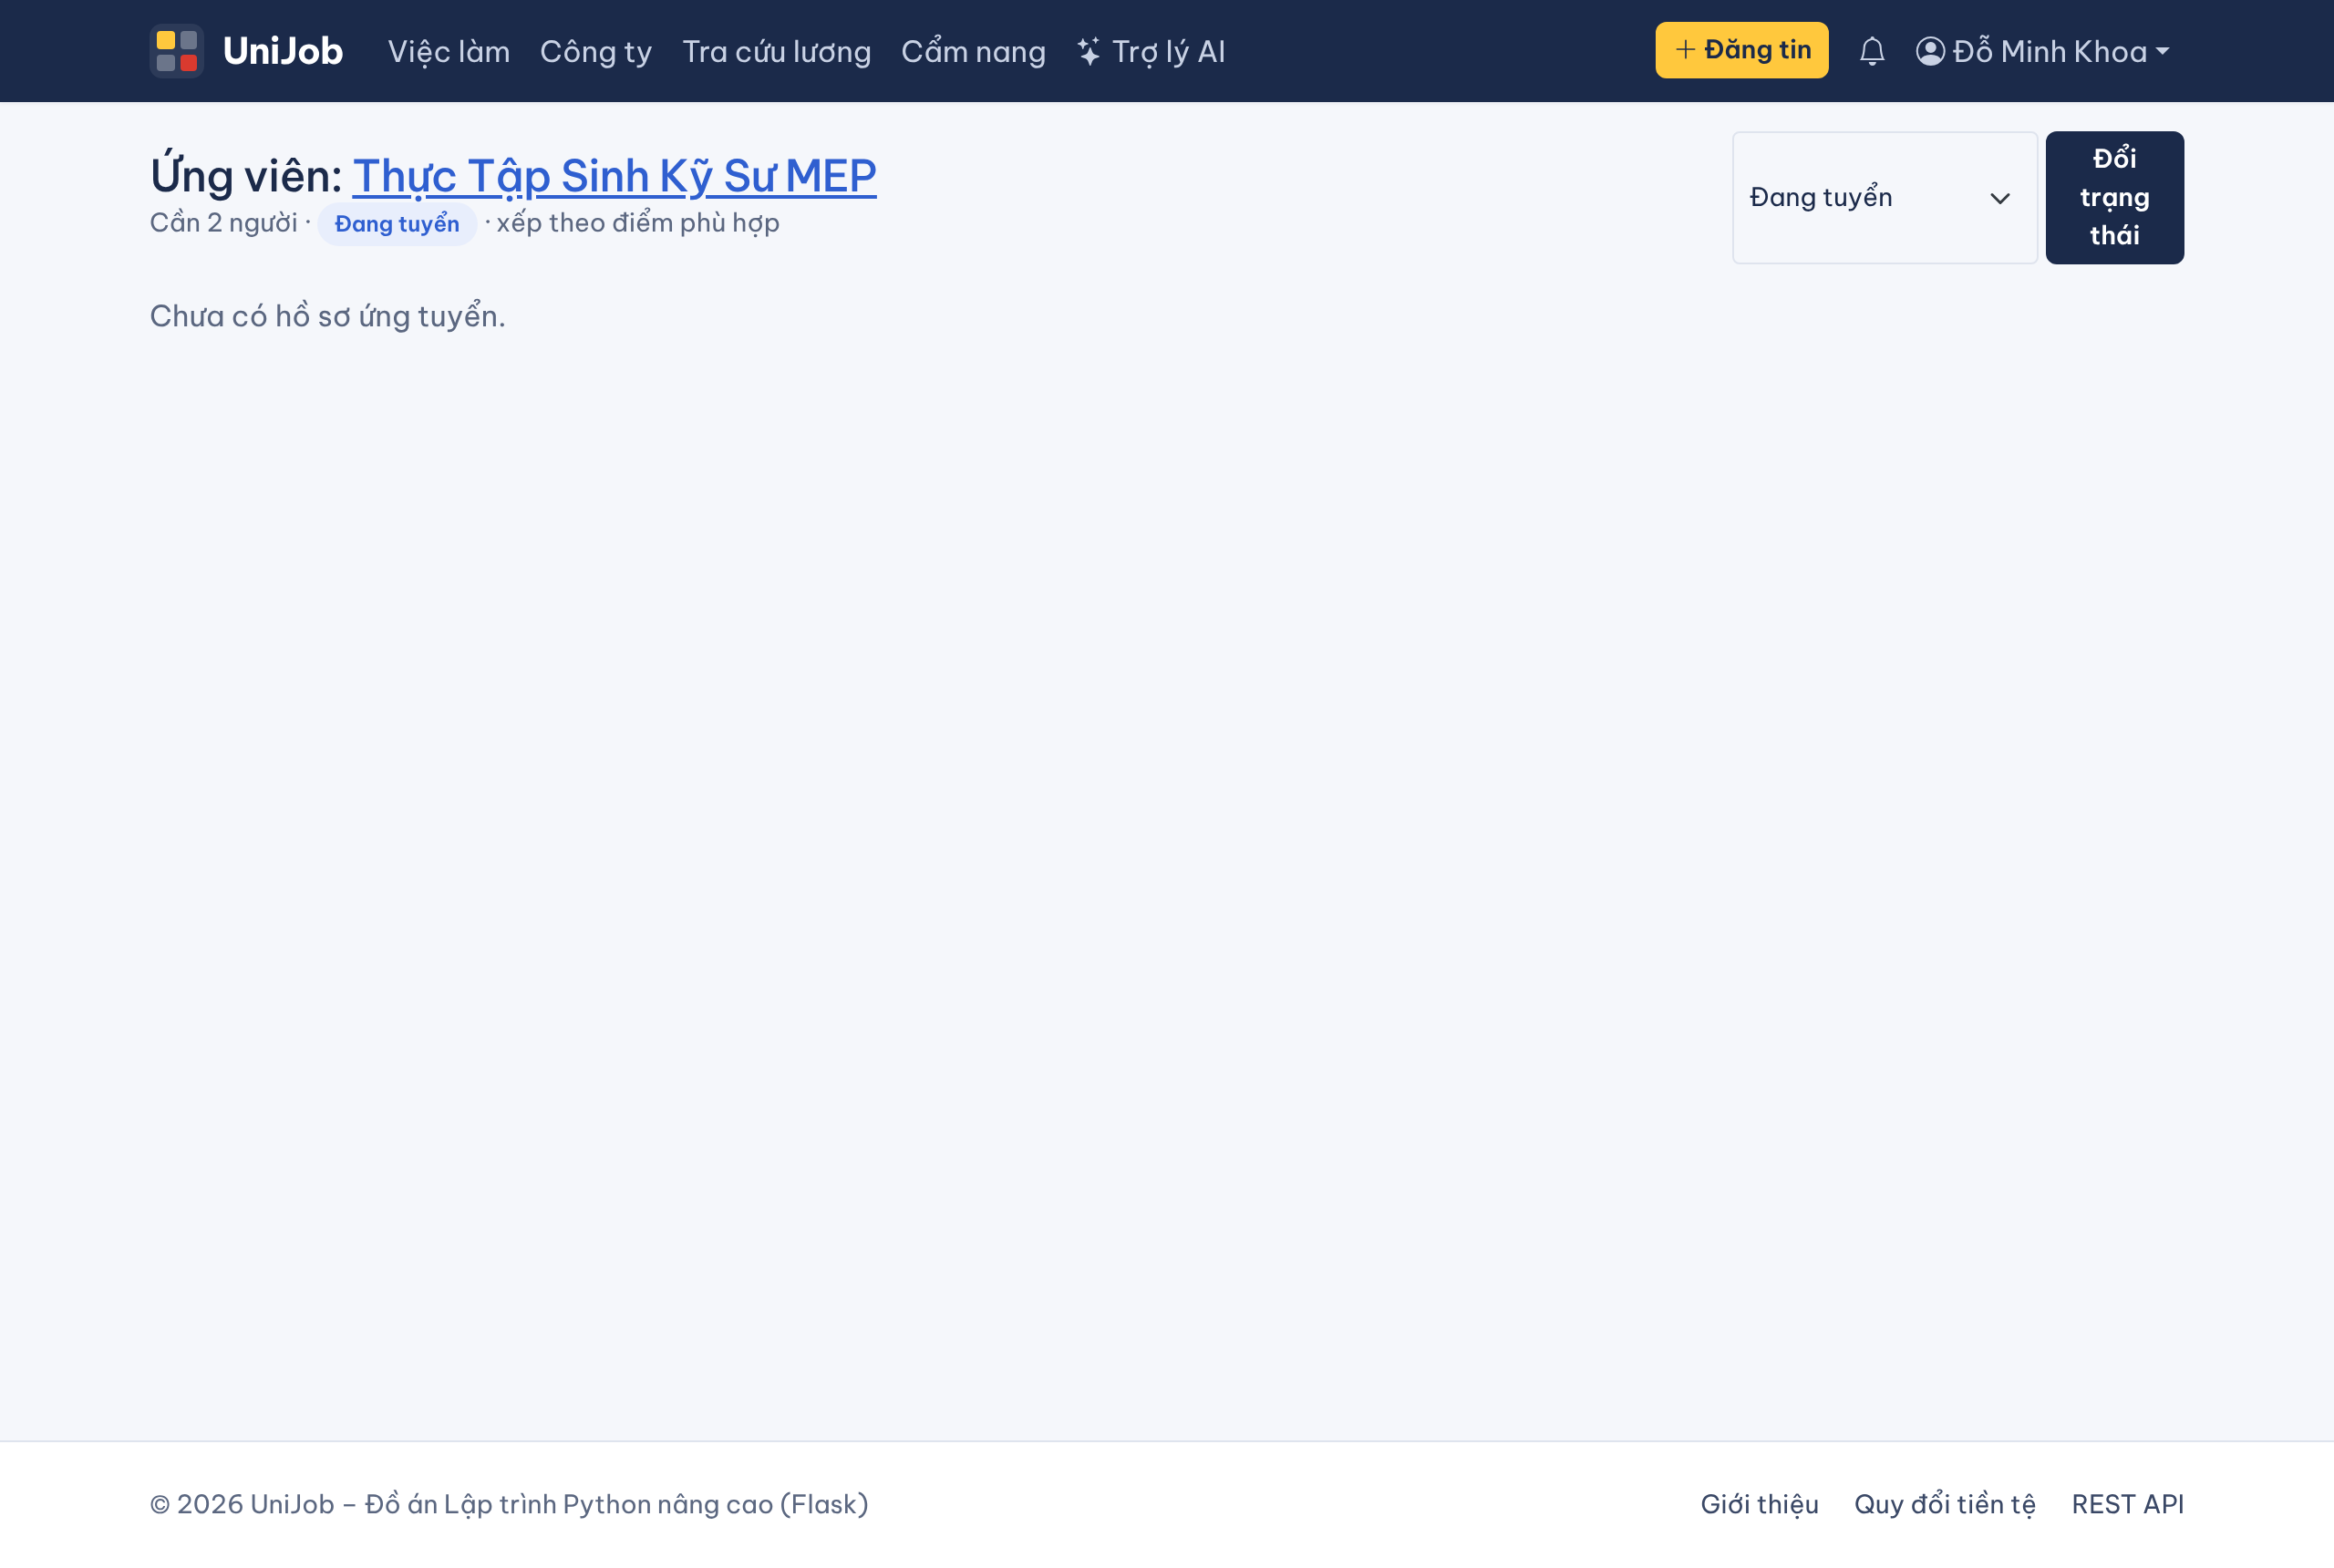 UniJob Việc làm Công ty Tra cứu lương Cẩm nang Trợ lý AI Đăng tin Đỗ Minh Khoa
Ứng viên: Thực Tập Sinh Kỹ Sư MEP
Cần 2 người · Đang tuyển · xếp theo điểm phù hợp
Đang tuyển
Đổi
trạng
thái
Chưa có hồ sơ ứng tuyển.
© 2026 UniJob – Đồ án Lập trình Python nâng cao (Flask) Giới thiệu Quy đổi tiền tệ REST API